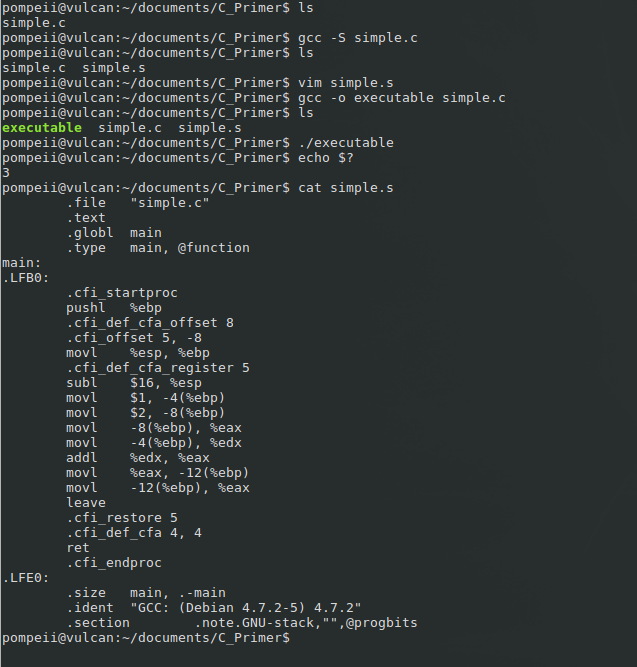 pompeii@vulcan:~/documents/C_Primer$ ls
simple.c
pompeii@vulcan:~/documents/C_Primer$ gcc -S simple.c
pompeii@vulcan:~/documents/C_Primer$ ls
simple.c  simple.s
pompeii@vulcan:~/documents/C_Primer$ vim simple.s
pompeii@vulcan:~/documents/C_Primer$ gcc -o executable simple.c
pompeii@vulcan:~/documents/C_Primer$ ls
executable  simple.c  simple.s
pompeii@vulcan:~/documents/C_Primer$ ./executable
pompeii@vulcan:~/documents/C_Primer$ echo $?
3
pompeii@vulcan:~/documents/C_Primer$ cat simple.s
        .file   "simple.c"
        .text
        .globl  main
        .type   main, @function
main:
.LFB0:
        .cfi_startproc
        pushl   %ebp
        .cfi_def_cfa_offset 8
        .cfi_offset 5, -8
        movl    %esp, %ebp
        .cfi_def_cfa_register 5
        subl    $16, %esp
        movl    $1, -4(%ebp)
        movl    $2, -8(%ebp)
        movl    -8(%ebp), %eax
        movl    -4(%ebp), %edx
        addl    %edx, %eax
        movl    %eax, -12(%ebp)
        movl    -12(%ebp), %eax
        leave
        .cfi_restore 5
        .cfi_def_cfa 4, 4
        ret
        .cfi_endproc
.LFE0:
        .size   main, .-main
        .ident  "GCC: (Debian 4.7.2-5) 4.7.2"
        .section        .note.GNU-stack,"",@progbits
pompeii@vulcan:~/documents/C_Primer$